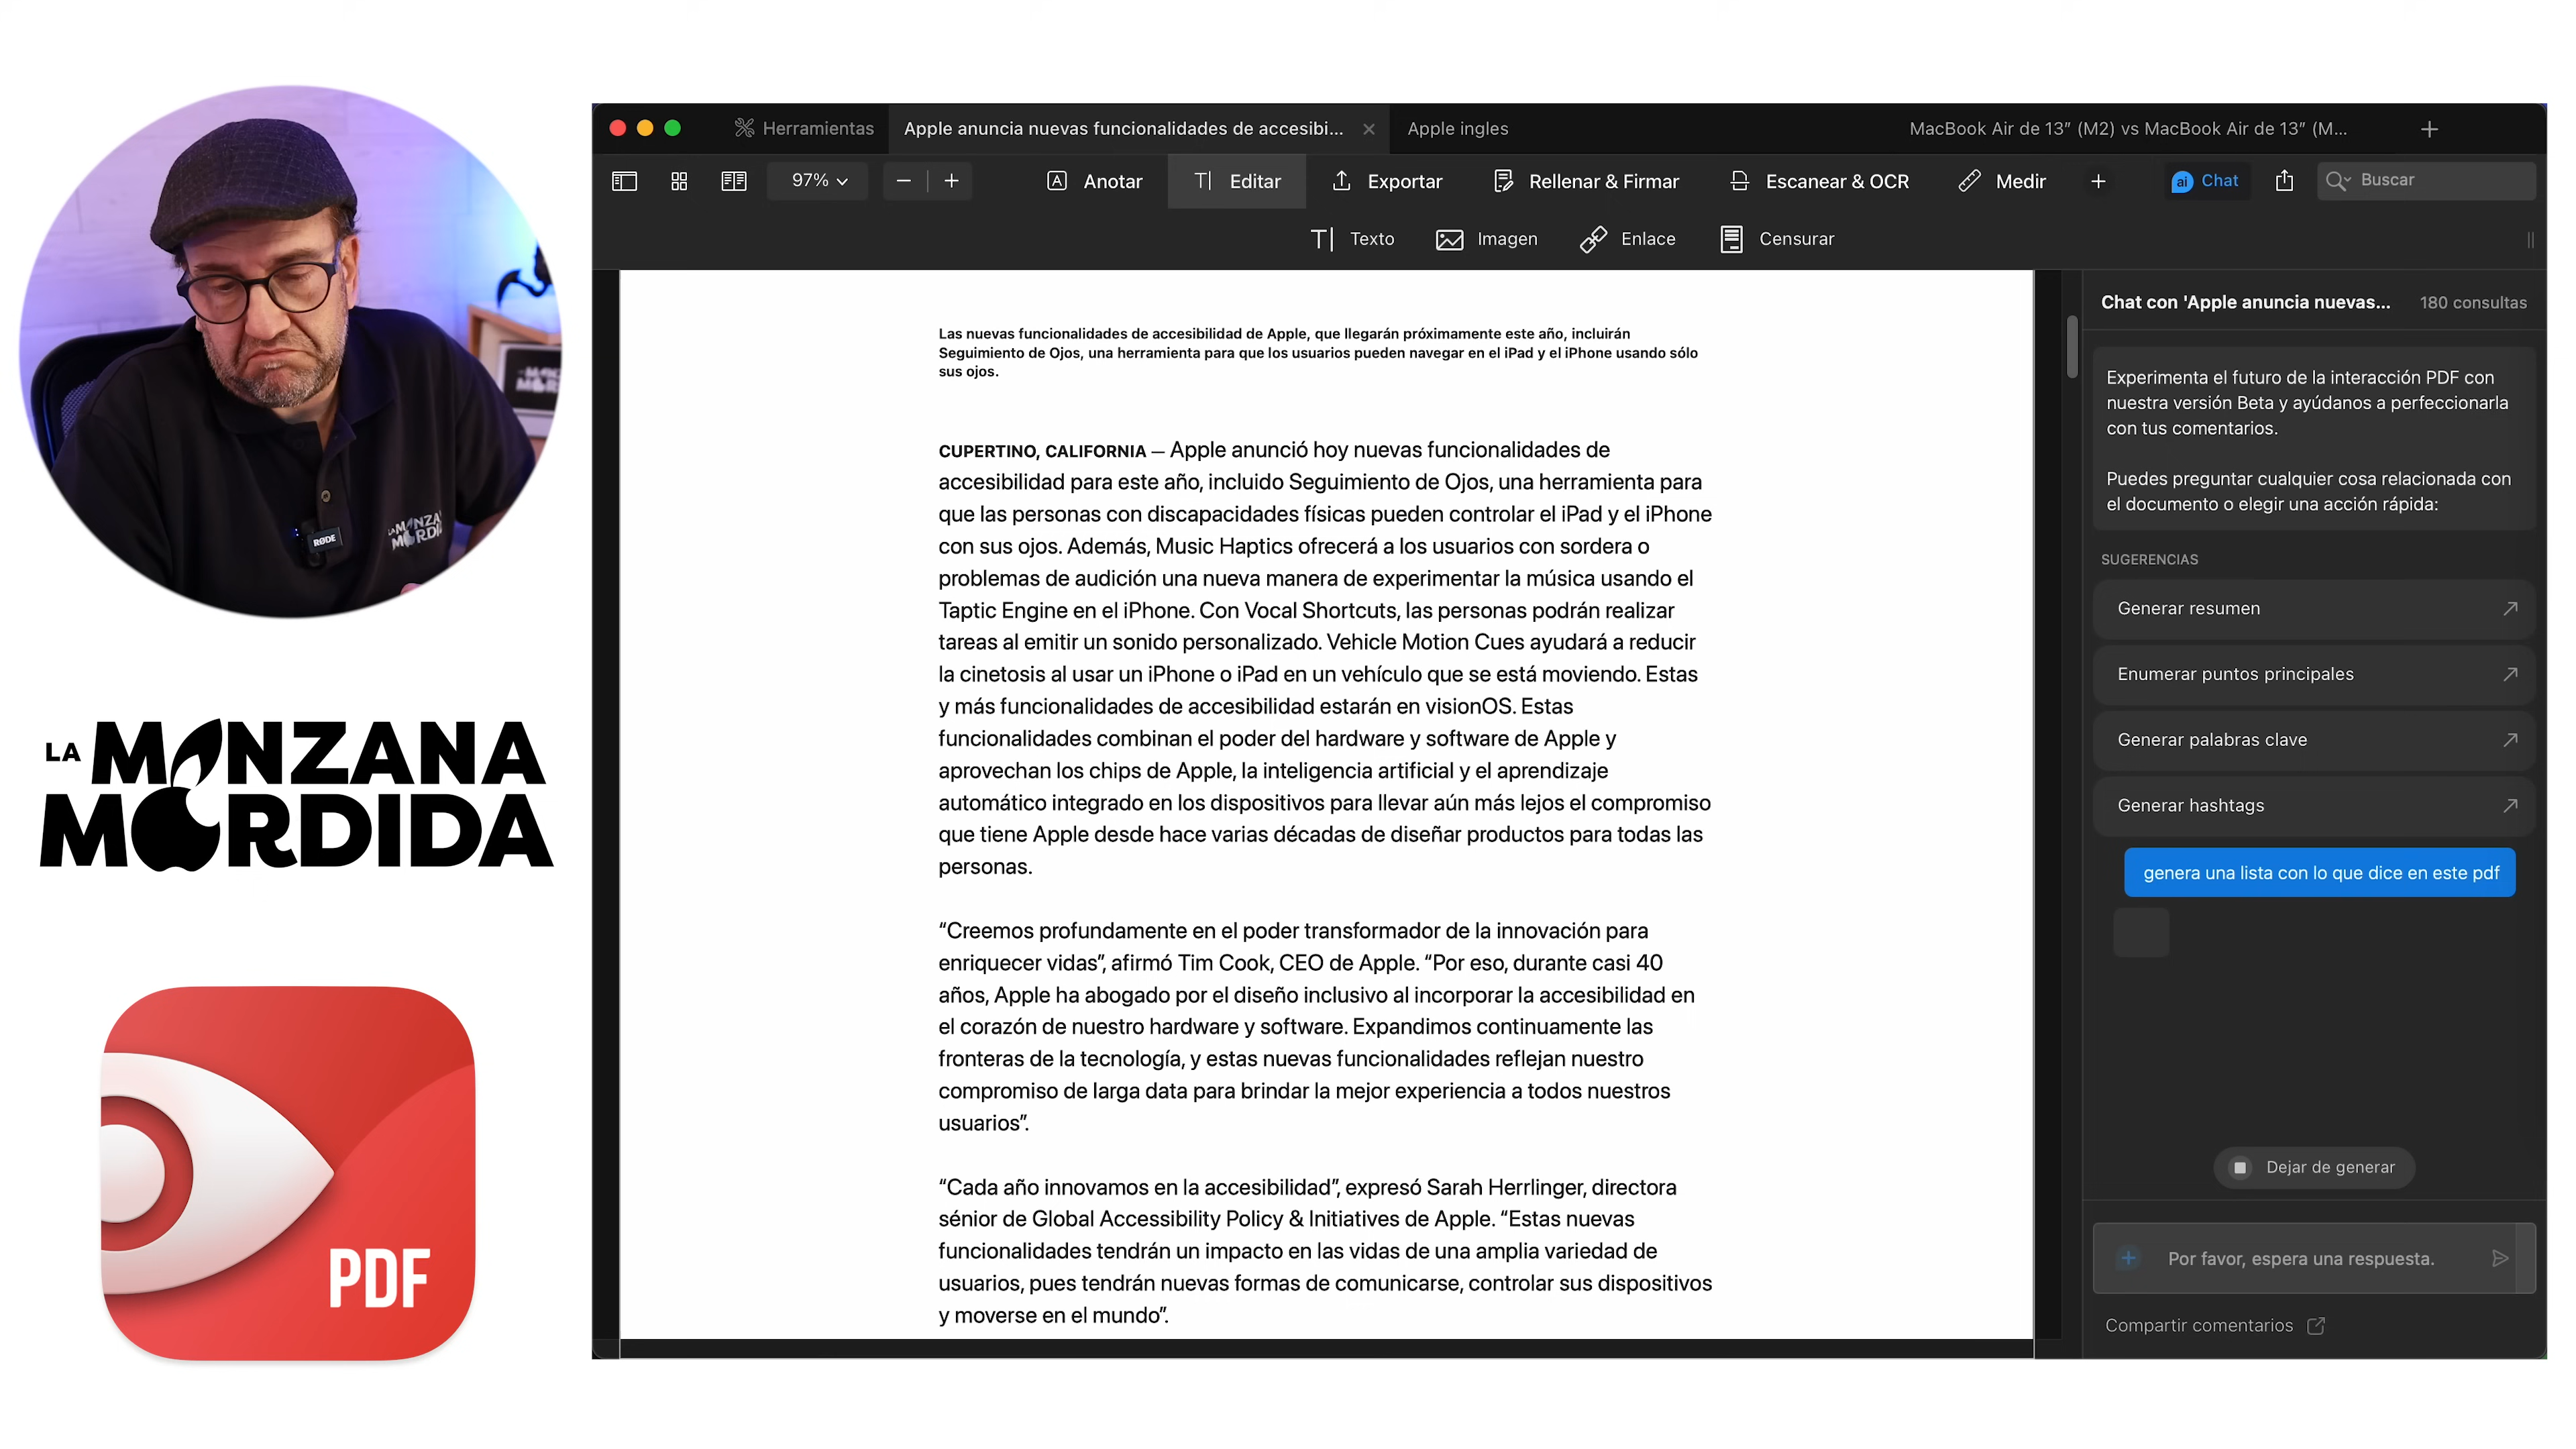 LA MANZANA
MORDIDA
PDF
RØDE
Herramientas
Apple anuncia nuevas funcionalidades de accesibi...
Apple ingles
MacBook Air de 13” (M2) vs MacBook Air de 13” (M...
97%
Anotar
Editar
Exportar
Rellenar & Firmar
Escanear & OCR
Medir
ai Chat
Buscar
Texto
Imagen
Enlace
Censurar
Las nuevas funcionalidades de accesibilidad de Apple, que llegarán próximamente este año, incluirán
Seguimiento de Ojos, una herramienta para que los usuarios pueden navegar en el iPad y el iPhone usando sólo
sus ojos.
CUPERTINO, CALIFORNIA — Apple anunció hoy nuevas funcionalidades de
accesibilidad para este año, incluido Seguimiento de Ojos, una herramienta para
que las personas con discapacidades físicas pueden controlar el iPad y el iPhone
con sus ojos. Además, Music Haptics ofrecerá a los usuarios con sordera o
problemas de audición una nueva manera de experimentar la música usando el
Taptic Engine en el iPhone. Con Vocal Shortcuts, las personas podrán realizar
tareas al emitir un sonido personalizado. Vehicle Motion Cues ayudará a reducir
la cinetosis al usar un iPhone o iPad en un vehículo que se está moviendo. Estas
y más funcionalidades de accesibilidad estarán en visionOS. Estas
funcionalidades combinan el poder del hardware y software de Apple y
aprovechan los chips de Apple, la inteligencia artificial y el aprendizaje
automático integrado en los dispositivos para llevar aún más lejos el compromiso
que tiene Apple desde hace varias décadas de diseñar productos para todas las
personas.
“Creemos profundamente en el poder transformador de la innovación para
enriquecer vidas”, afirmó Tim Cook, CEO de Apple. “Por eso, durante casi 40
años, Apple ha abogado por el diseño inclusivo al incorporar la accesibilidad en
el corazón de nuestro hardware y software. Expandimos continuamente las
fronteras de la tecnología, y estas nuevas funcionalidades reflejan nuestro
compromiso de larga data para brindar la mejor experiencia a todos nuestros
usuarios”.
“Cada año innovamos en la accesibilidad”, expresó Sarah Herrlinger, directora
sénior de Global Accessibility Policy & Initiatives de Apple. “Estas nuevas
funcionalidades tendrán un impacto en las vidas de una amplia variedad de
usuarios, pues tendrán nuevas formas de comunicarse, controlar sus dispositivos
y moverse en el mundo”.
Chat con 'Apple anuncia nuevas...
180 consultas
Experimenta el futuro de la interacción PDF con
nuestra versión Beta y ayúdanos a perfeccionarla
con tus comentarios.
Puedes preguntar cualquier cosa relacionada con
el documento o elegir una acción rápida:
SUGERENCIAS
Generar resumen
Enumerar puntos principales
Generar palabras clave
Generar hashtags
genera una lista con lo que dice en este pdf
Dejar de generar
Por favor, espera una respuesta.
Compartir comentarios